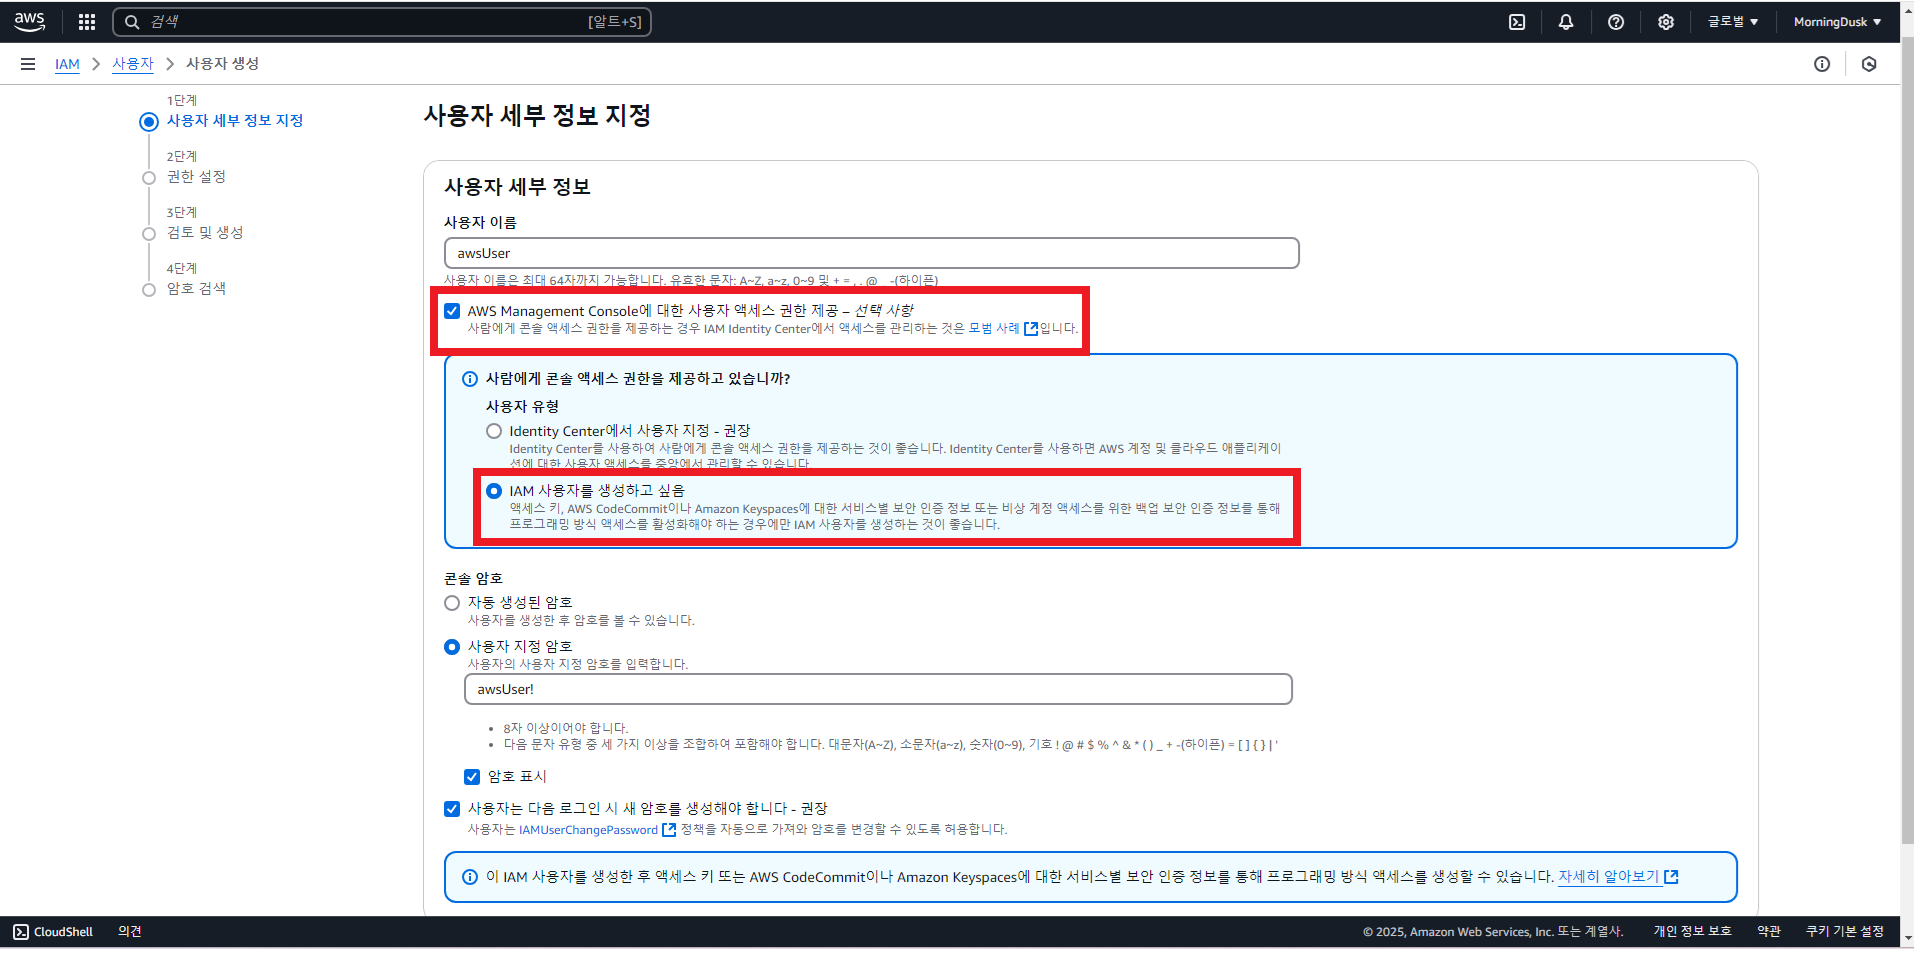 aws
검색 [알트+S]
글로벌
MorningDusk
IAM > 사용자 > 사용자 생성
1단계
사용자 세부 정보 지정
2단계
권한 설정
3단계
검토 및 생성
4단계
암호 검색
사용자 세부 정보 지정
사용자 세부 정보
사용자 이름
awsUser
사용자 이름은 최대 64자까지 가능합니다. 유효한 문자: A~Z, a~z, 0~9 및 + = , . @ _ -(하이픈)
AWS Management Console에 대한 사용자 액세스 권한 제공 – 선택 사항
사람에게 콘솔 액세스 권한을 제공하는 경우 IAM Identity Center에서 액세스를 관리하는 것은 모범 사례입니다.
사람에게 콘솔 액세스 권한을 제공하고 있습니까?
사용자 유형
Identity Center에서 사용자 지정 - 권장
Identity Center를 사용하여 사람에게 콘솔 액세스 권한을 제공하는 것이 좋습니다. Identity Center를 사용하면 AWS 계정 및 클라우드 애플리케이
션에 대한 사용자 액세스를 중앙에서 관리할 수 있습니다.
IAM 사용자를 생성하고 싶음
액세스 키, AWS CodeCommit이나 Amazon Keyspaces에 대한 서비스별 보안 인증 정보 또는 비상 계정 액세스를 위한 백업 보안 인증 정보를 통해
프로그래밍 방식 액세스를 활성화해야 하는 경우에만 IAM 사용자를 생성하는 것이 좋습니다.
콘솔 암호
자동 생성된 암호
사용자를 생성한 후 암호를 볼 수 있습니다.
사용자 지정 암호
사용자의 사용자 지정 암호를 입력합니다.
awsUser!
• 8자 이상이어야 합니다.
• 다음 문자 유형 중 세 가지 이상을 조합하여 포함해야 합니다. 대문자(A~Z), 소문자(a~z), 숫자(0~9), 기호 ! @ # $ % ^ & * ( ) _ + -(하이픈) = [ ] { } | '
암호 표시
사용자는 다음 로그인 시 새 암호를 생성해야 합니다 - 권장
사용자는 IAMUserChangePassword 정책을 자동으로 가져와 암호를 변경할 수 있도록 허용합니다.
이 IAM 사용자를 생성한 후 액세스 키 또는 AWS CodeCommit이나 Amazon Keyspaces에 대한 서비스별 보안 인증 정보를 통해 프로그래밍 방식 액세스를 생성할 수 있습니다. 자세히 알아보기
CloudShell 의견 © 2025, Amazon Web Services, Inc. 또는 계열사. 개인 정보 보호 약관 쿠키 기본 설정